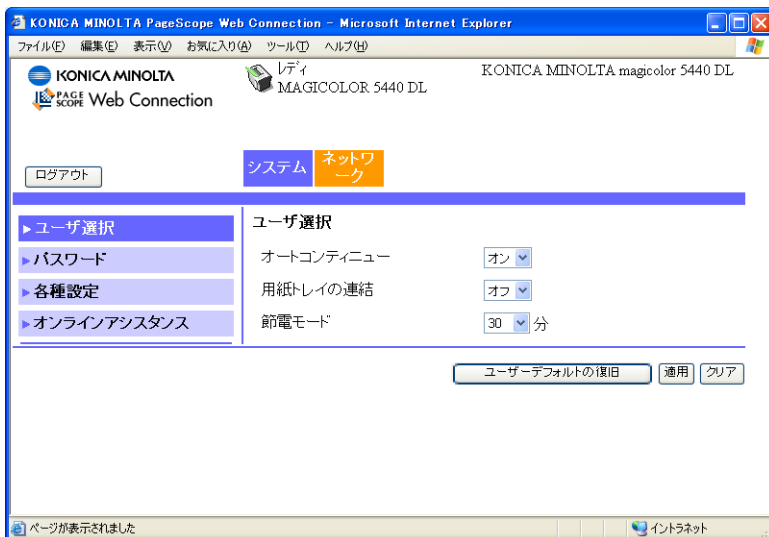 KONICA MINOLTA PageScope Web Connection - Microsoft Internet Explorer
ファイル(F) 編集(E) 表示(V) お気に入り(A) ツール(T) ヘルプ(H)
KONICA MINOLTA
PAGE SCOPE Web Connection
レディ
MAGICOLOR 5440 DL
KONICA MINOLTA magicolor 5440 DL
ログアウト
システム
ネットワ
ーク
ユーザ選択
パスワード
各種設定
オンラインアシスタンス
ユーザ選択
オートコンティニュー オン
用紙トレイの連結 オフ
節電モード 30 分
ユーザーデフォルトの復旧 適用 クリア
ページが表示されました イントラネット